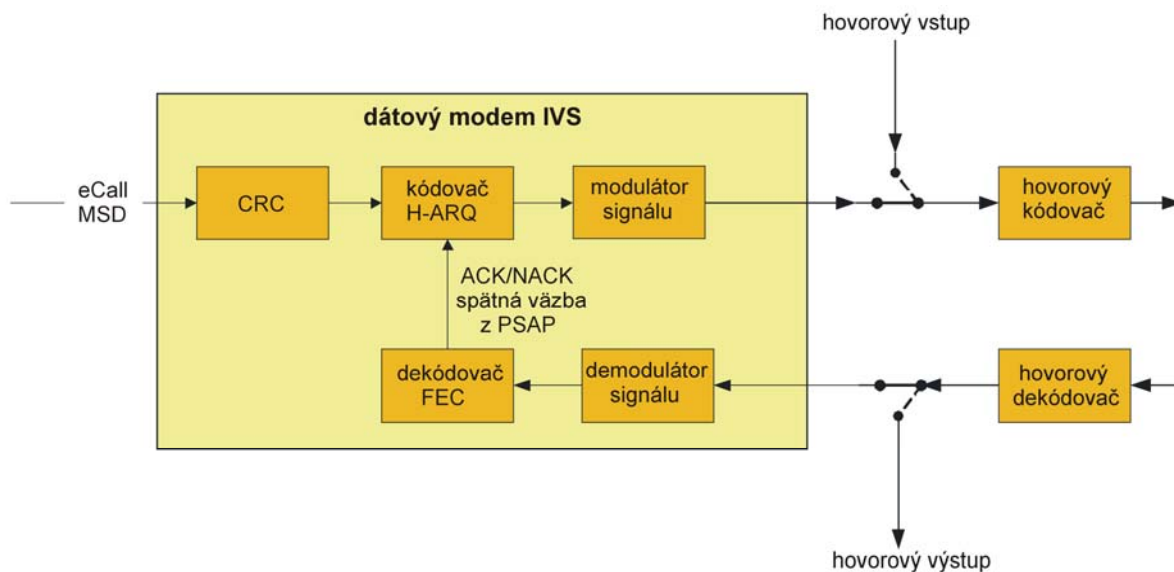 hovorový vstup
dátový modem IVS
eCall
MSD
CRC
kódovač
H-ARQ
modulátor
signálu
hovorový
kódovač
ACK/NACK
spätná väzba
z PSAP
dekódovač
FEC
demodulátor
signálu
hovorový
dekódovač
hovorový výstup